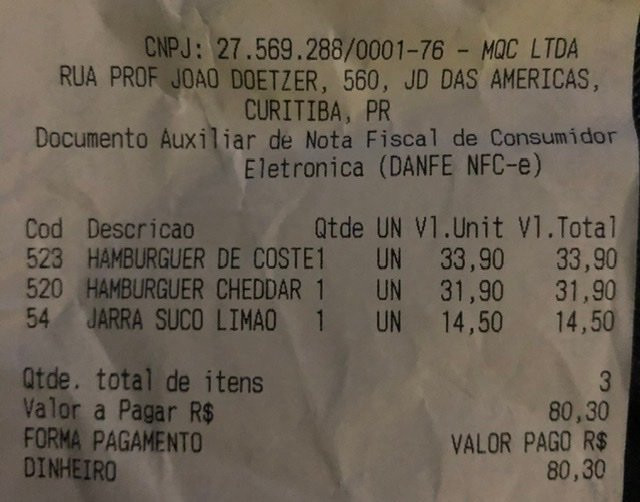 CNPJ: 27.569.288/0001-76 - MQC LTDA
RUA PROF JOAO DOETZER, 560, JD DAS AMERICAS,
CURITIBA, PR
Documento Auxiliar de Nota Fiscal de Consumidor
Eletronica (DANFE NFC-e)
Cod Descricao Qtde UN Vl.Unit Vl.Total
523 HAMBURGUER DE COSTE1 UN 33,90 33,90
520 HAMBURGUER CHEDDAR 1 UN 31,90 31,90
54 JARRA SUCO LIMAO 1 UN 14,50 14,50
Qtde. total de itens 3
Valor a Pagar R$ 80,30
FORMA PAGAMENTO VALOR PAGO R$
DINHEIRO 80,30